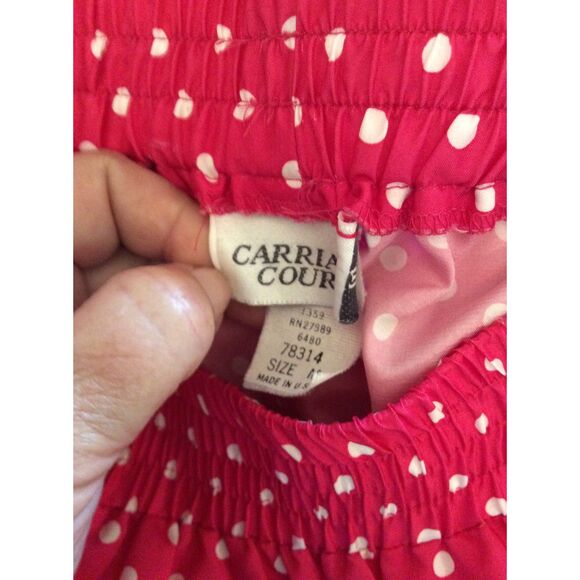 CARRIA
COUR
1359
RN27989
6480
78314
SIZE
MADE IN U.S